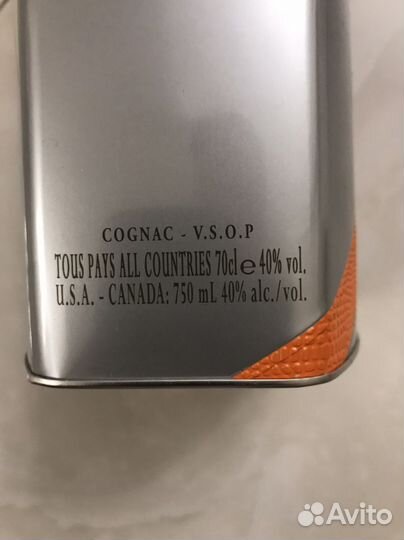 COGNAC - V.S.O.P
TOUS PAYS ALL COUNTRIES 70cl e 40% vol.
U.S.A. - CANADA: 750 mL 40% alc./vol.
Avito